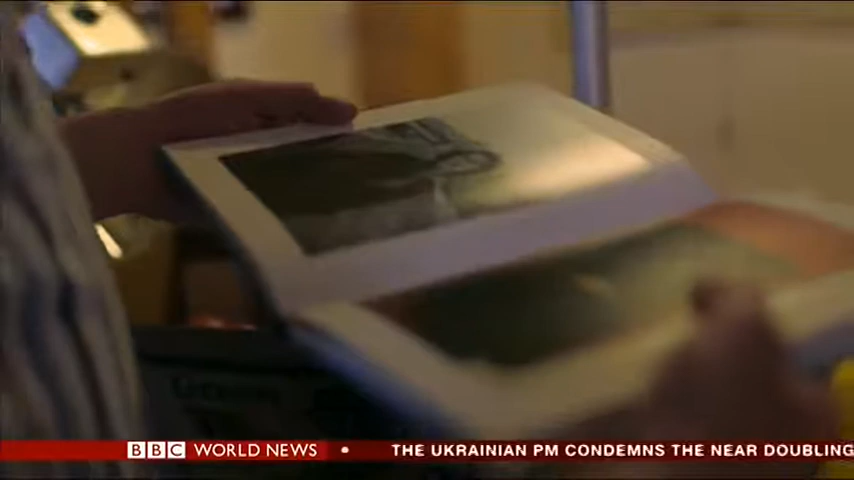 BBC WORLD NEWS • THE UKRAINIAN PM CONDEMNS THE NEAR DOUBLING